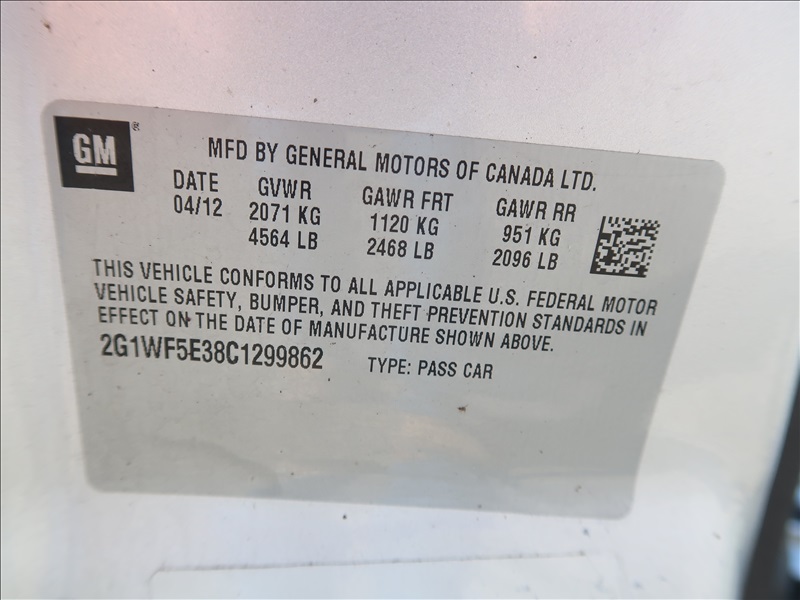 GM ®
MFD BY GENERAL MOTORS OF CANADA LTD.
DATE GVWR GAWR FRT GAWR RR
04/12 2071 KG 1120 KG 951 KG
4564 LB 2468 LB 2096 LB
THIS VEHICLE CONFORMS TO ALL APPLICABLE U.S. FEDERAL MOTOR
VEHICLE SAFETY, BUMPER, AND THEFT PREVENTION STANDARDS IN
EFFECT ON THE DATE OF MANUFACTURE SHOWN ABOVE.
2G1WF5E38C1299862 TYPE: PASS CAR